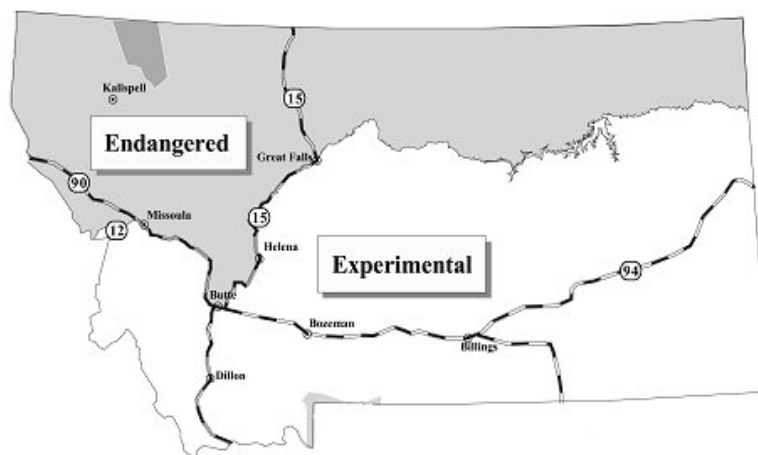 Kalispell
15
Endangered
Great Falls
90
Missoula
15
12
Helena
Experimental
94
Butte
Bozeman
Billings
Dillon